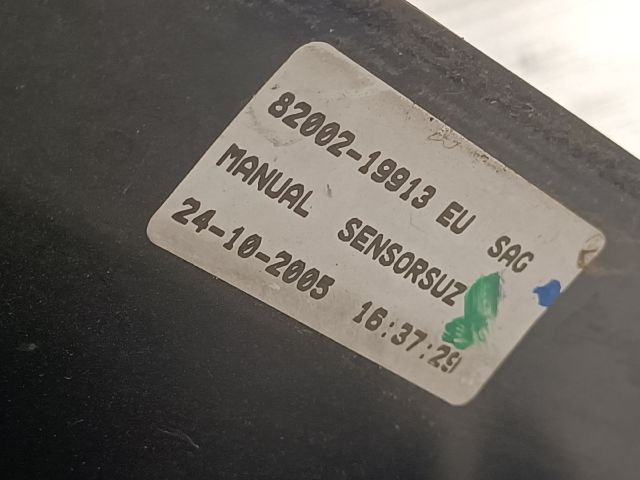 82002-19913 EU SAG
MANUAL SENSORSUZ
24-10-2005 16:37:29